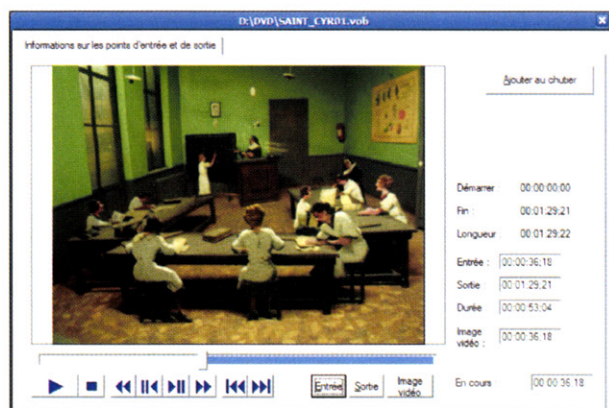 D:\DVD\SAINT_CYR01.vob
Informations sur les points d'entrée et de sortie
Ajouter au chutier
Démarrer 00:00:00;00
Fin : 00:01:29;21
Longueur : 00:01:29;22
Entrée : 00:00:36;18
Sortie 00:01:29;21
Durée 00:00:53:04
Image vidéo : 00:00:36;18
Entrée Sortie Image vidéo
En cours 00:00:36;18